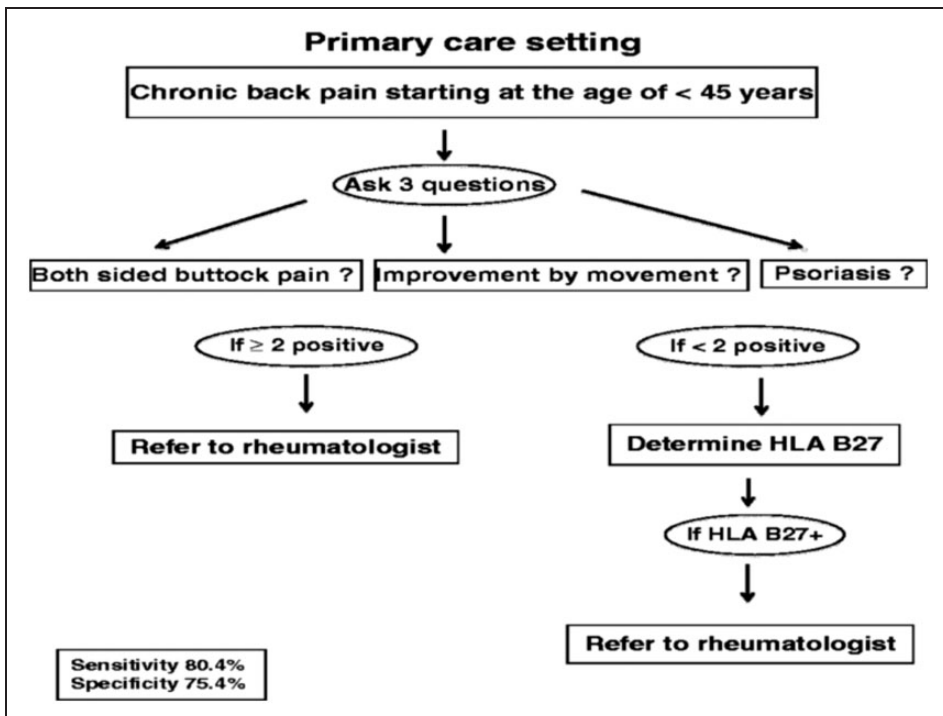 Primary care setting
Chronic back pain starting at the age of < 45 years
Ask 3 questions
Both sided buttock pain ?
Improvement by movement ?
Psoriasis ?
If ≥ 2 positive
If < 2 positive
Refer to rheumatologist
Determine HLA B27
If HLA B27+
Refer to rheumatologist
Sensitivity 80.4%
Specificity 75.4%